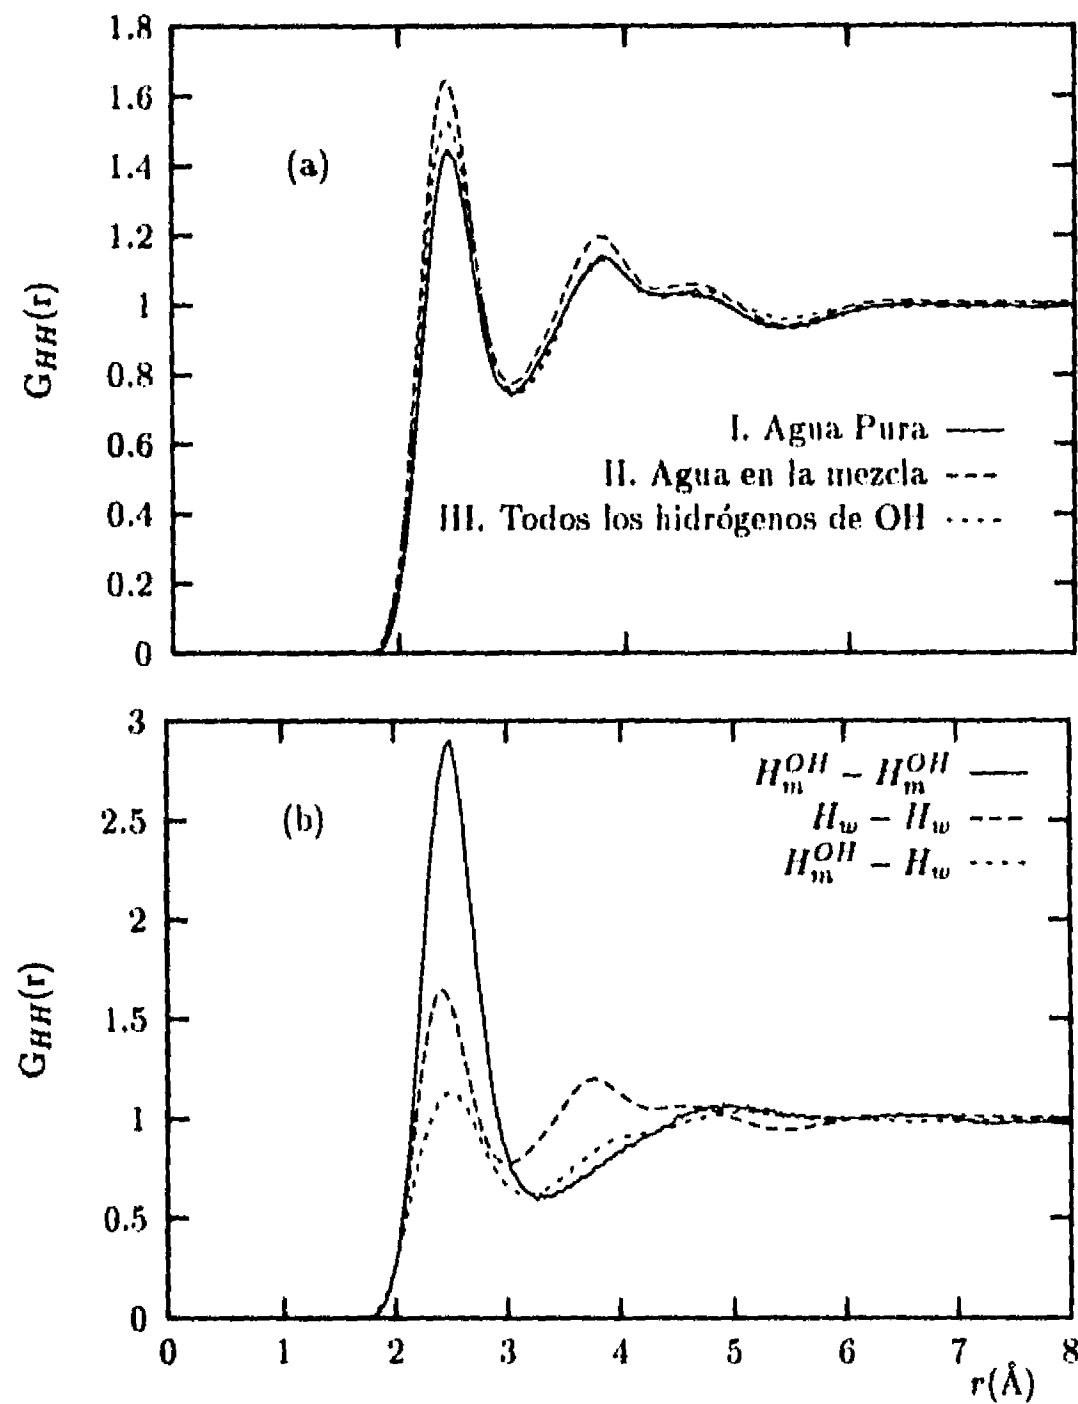 1.8
1.6
1.4
1.2
1
0.8
0.6
0.4
0.2
0
G_HH(r)
(a)
I. Agua Pura
II. Agua en la mezcla
III. Todos los hidrógenos de OH
3
2.5
2
1.5
1
0.5
0
G_HH(r)
(b)
H_m^OH – H_m^OH
H_w – H_w
H_m^OH – H_w
0 1 2 3 4 5 6 7 8
r(Å)